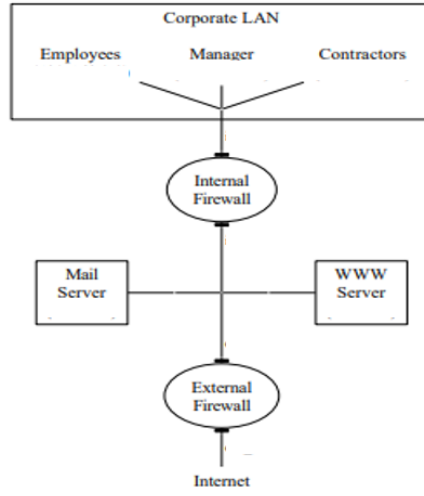 Corporate LAN
Employees Manager Contractors
Internal
Firewall
Mail
Server
WWW
Server
External
Firewall
Internet